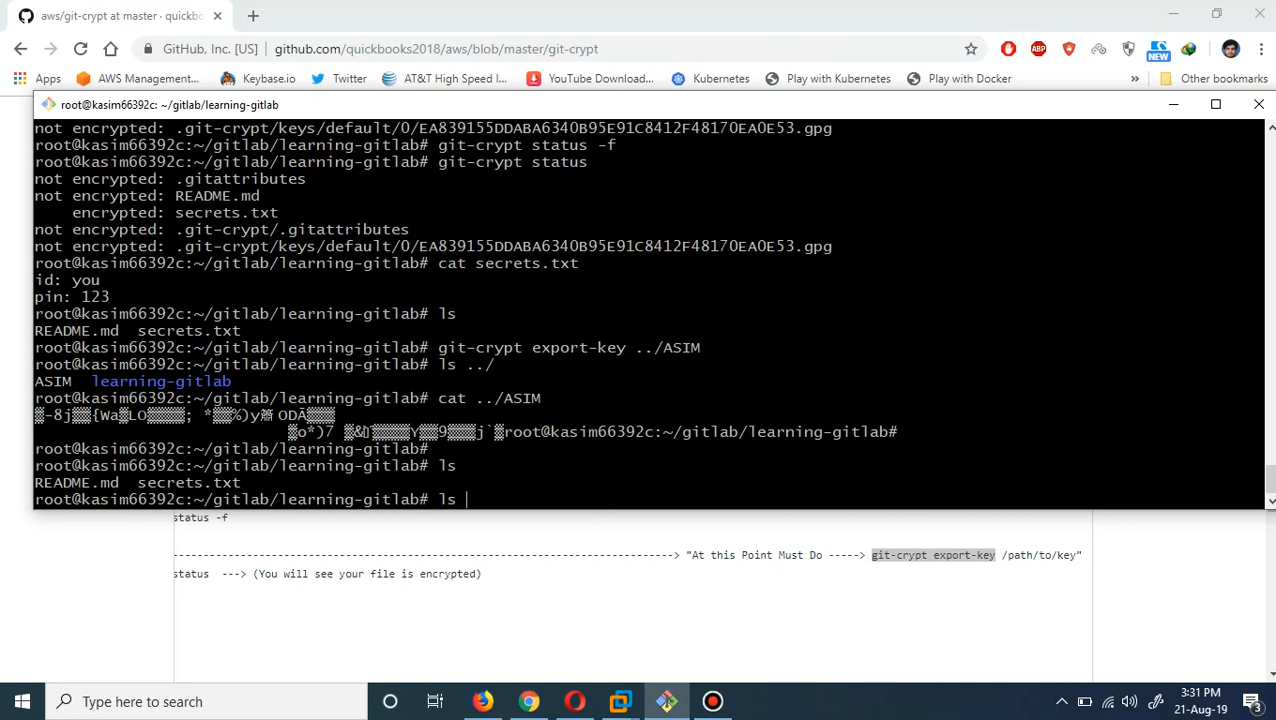 aws/git-crypt at master · quickbo
GitHub, Inc. [US] github.com/quickbooks2018/aws/blob/master/git-crypt
ABP
NEW
Apps AWS Management... Keybase.io Twitter AT&T High Speed I... YouTube Download... Kubernetes Play with Kubernetes Play with Docker » Other bookmarks
root@kasim66392c: ~/gitlab/learning-gitlab
not encrypted: .git-crypt/keys/default/0/EA839155DDABA6340B95E91C8412F48170EA0E53.gpg
root@kasim66392c:~/gitlab/learning-gitlab# git-crypt status -f
root@kasim66392c:~/gitlab/learning-gitlab# git-crypt status
not encrypted: .gitattributes
not encrypted: README.md
encrypted: secrets.txt
not encrypted: .git-crypt/.gitattributes
not encrypted: .git-crypt/keys/default/0/EA839155DDABA6340B95E91C8412F48170EA0E53.gpg
root@kasim66392c:~/gitlab/learning-gitlab# cat secrets.txt
id: you
pin: 123
root@kasim66392c:~/gitlab/learning-gitlab# ls
README.md secrets.txt
root@kasim66392c:~/gitlab/learning-gitlab# git-crypt export-key ../ASIM
root@kasim66392c:~/gitlab/learning-gitlab# ls ../
ASIM learning-gitlab
root@kasim66392c:~/gitlab/learning-gitlab# cat ../ASIM
root@kasim66392c:~/gitlab/learning-gitlab#
root@kasim66392c:~/gitlab/learning-gitlab#
root@kasim66392c:~/gitlab/learning-gitlab# ls
README.md secrets.txt
root@kasim66392c:~/gitlab/learning-gitlab# ls
status -f
-----------------------------------------------------------------------------------> "At this Point Must Do -----> git-crypt export-key /path/to/key"
status ---> (You will see your file is encrypted)
Type here to search
3:31 PM
21-Aug-19
3